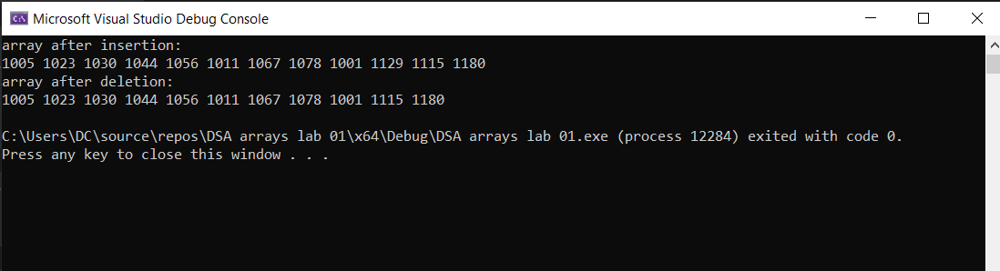 Microsoft Visual Studio Debug Console
array after insertion:
1005 1023 1030 1044 1056 1011 1067 1078 1001 1129 1115 1180
array after deletion:
1005 1023 1030 1044 1056 1011 1067 1078 1001 1115 1180
C:\Users\DC\source\repos\DSA arrays lab 01\x64\Debug\DSA arrays lab 01.exe (process 12284) exited with code 0.
Press any key to close this window . . .